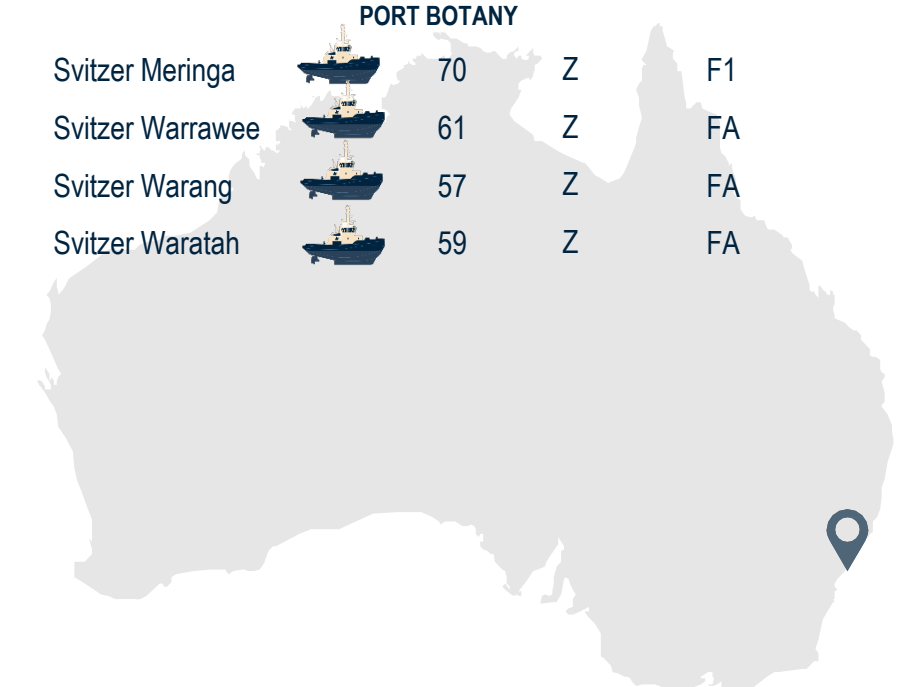 PORT BOTANY
Svitzer Meringa 70 Z F1
Svitzer Warrawee 61 Z FA
Svitzer Warang 57 Z FA
Svitzer Waratah 59 Z FA